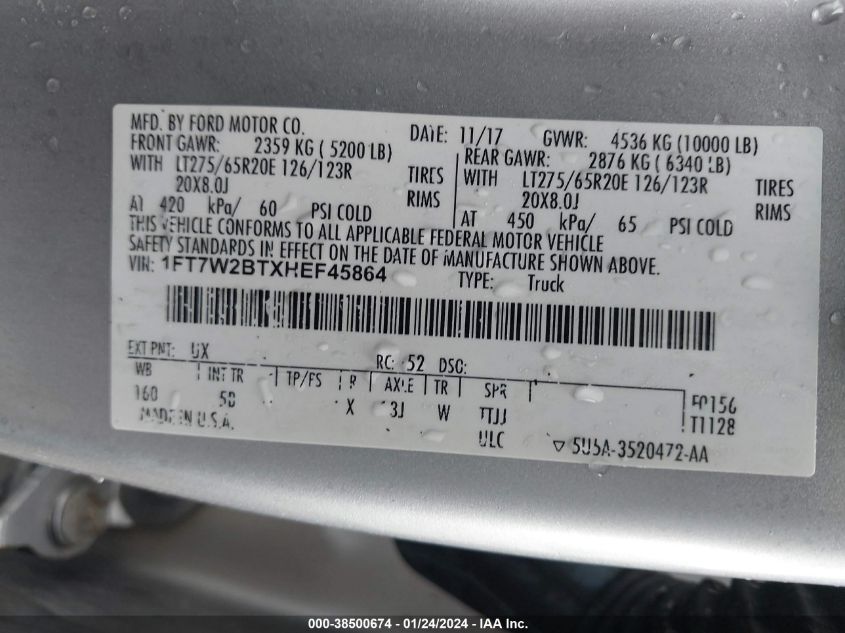 MFD. BY FORD MOTOR CO.
DATE: 11/17 GVWR: 4536 KG (10000 LB)
FRONT GAWR: 2359 KG ( 5200 LB) REAR GAWR: 2876 KG ( 6340 LB)
WITH LT275/65R20E 126/123R TIRES WITH LT275/65R20E 126/123R TIRES
20X8.0J RIMS 20X8.0J RIMS
AT 420 kPa/ 60 PSI COLD AT 450 kPa/ 65 PSI COLD
THIS VEHICLE CONFORMS TO ALL APPLICABLE FEDERAL MOTOR VEHICLE
SAFETY STANDARDS IN EFFECT ON THE DATE OF MANUFACTURE SHOWN ABOVE.
VIN: 1FT7W2BTXHEF45864 TYPE: Truck
EXT PNT: UX RC: 52 DSO:
WB INT TR TP/FS R AXLE TR SPR F0156
160 X 3J W TTJJ T1128
MADE IN U.S.A. ULC -3520472-AA
000-38500674 - 01/24/2024 - IAA Inc.